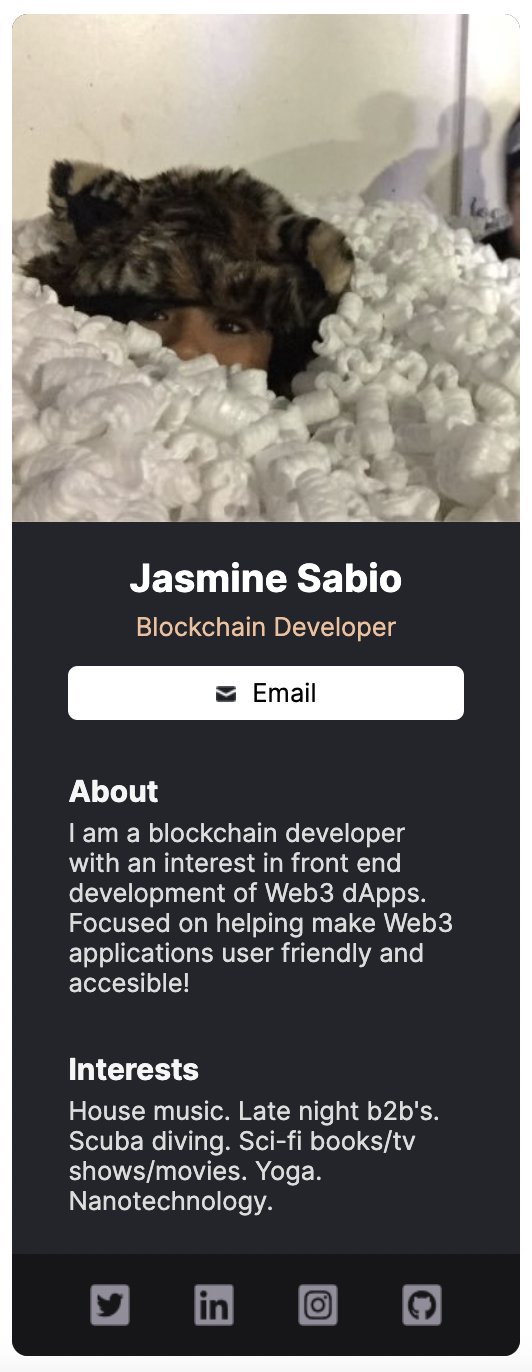 Jasmine Sabio
Blockchain Developer
Email
About
I am a blockchain developer
with an interest in front end
development of Web3 dApps.
Focused on helping make Web3
applications user friendly and
accesible!
Interests
House music. Late night b2b's.
Scuba diving. Sci-fi books/tv
shows/movies. Yoga.
Nanotechnology.
in